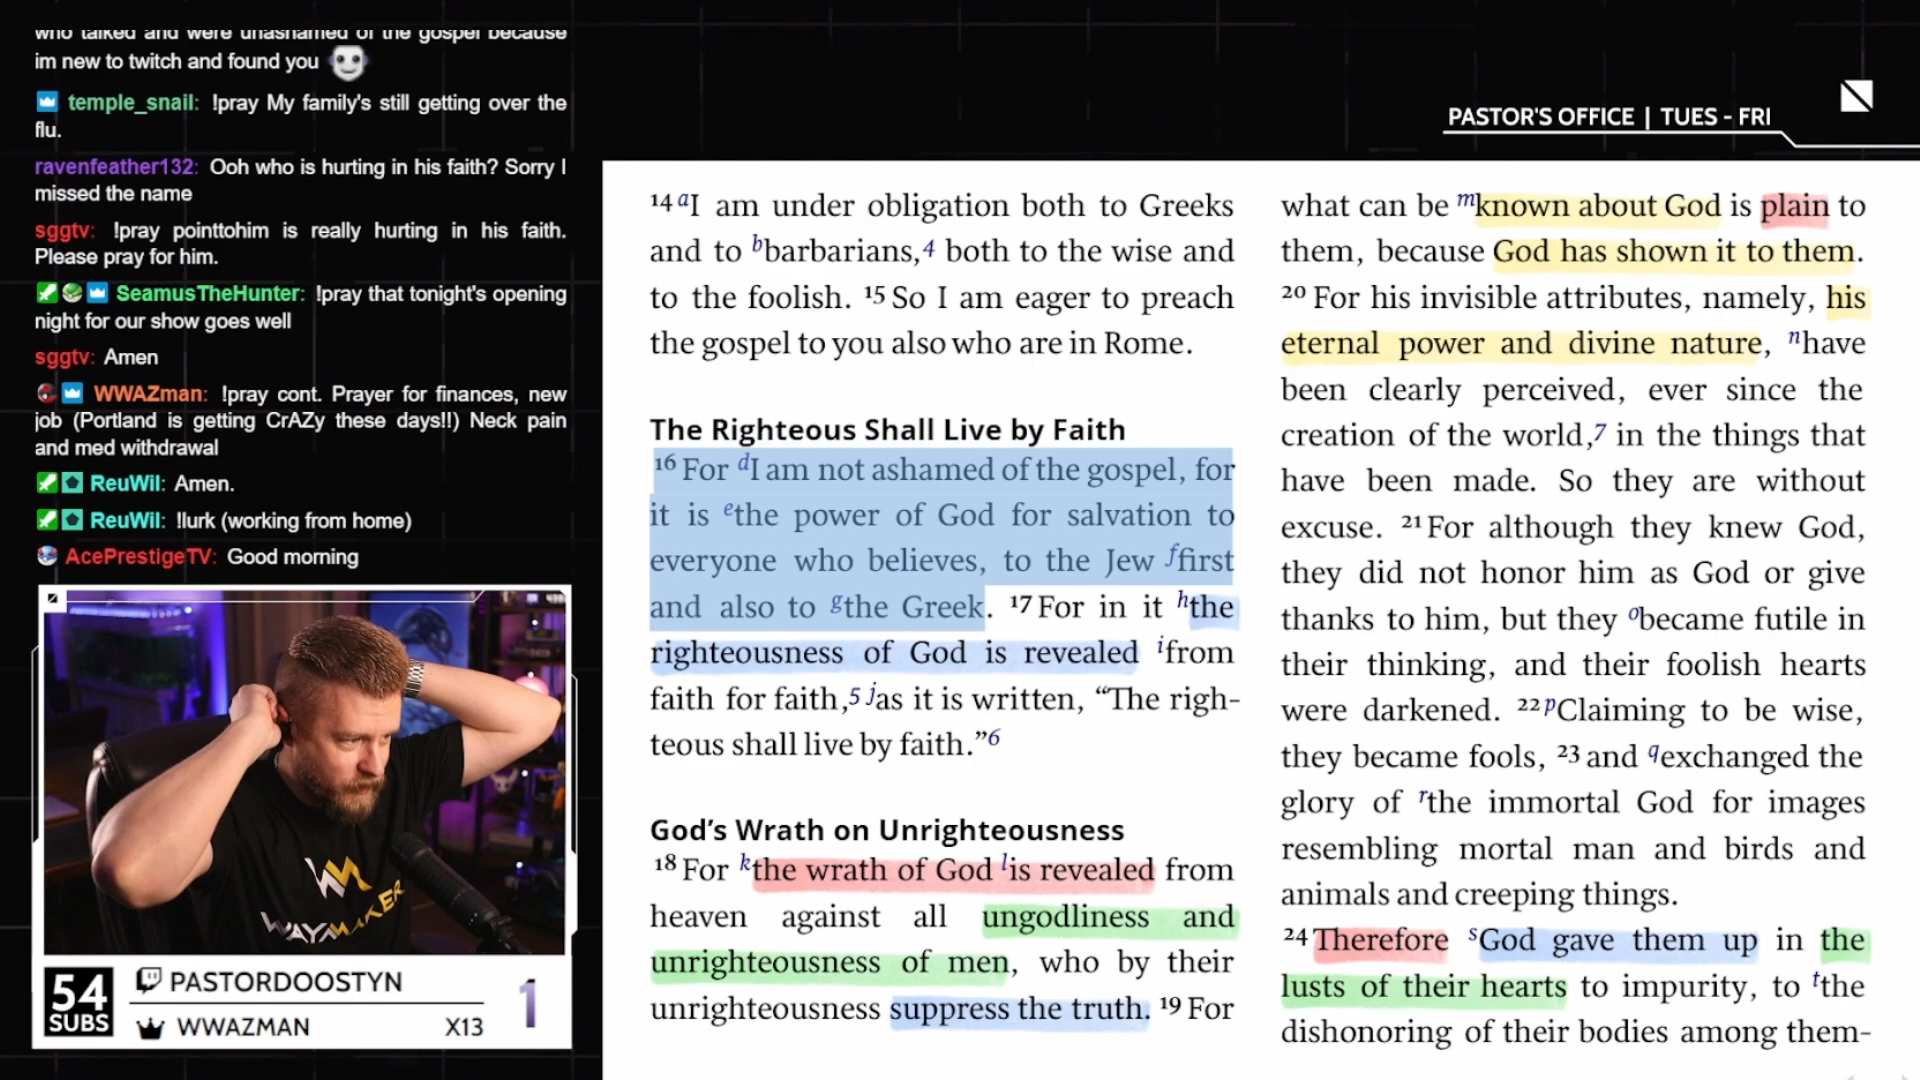 who talked and were unashamed of the gospel because
im new to twitch and found you
temple_snail: !pray My family's still getting over the
flu.
ravenfeather132: Ooh who is hurting in his faith? Sorry I
missed the name
sggtv: !pray pointtohim is really hurting in his faith.
Please pray for him.
SeamusTheHunter: !pray that tonight's opening
night for our show goes well
sggtv: Amen
WWAZman: !pray cont. Prayer for finances, new
job (Portland is getting CrAZy these days!!) Neck pain
and med withdrawal
ReuWil: Amen.
ReuWil: !lurk (working from home)
AcePrestigeTV: Good morning
WAYMAKER
54
SUBS
PASTORDOOSTYN
WWAZMAN X13
1
PASTOR'S OFFICE | TUES - FRI
14 aI am under obligation both to Greeks
and to bbarbarians,4 both to the wise and
to the foolish. 15 So I am eager to preach
the gospel to you also who are in Rome.
The Righteous Shall Live by Faith
16 For dI am not ashamed of the gospel, for
it is ethe power of God for salvation to
everyone who believes, to the Jew ffirst
and also to gthe Greek. 17 For in it hthe
righteousness of God is revealed ifrom
faith for faith,5 jas it is written, “The righ-
teous shall live by faith.”6
God’s Wrath on Unrighteousness
18 For kthe wrath of God lis revealed from
heaven against all ungodliness and
unrighteousness of men, who by their
unrighteousness suppress the truth. 19 For
what can be mknown about God is plain to
them, because God has shown it to them.
20 For his invisible attributes, namely, his
eternal power and divine nature, nhave
been clearly perceived, ever since the
creation of the world,7 in the things that
have been made. So they are without
excuse. 21 For although they knew God,
they did not honor him as God or give
thanks to him, but they obecame futile in
their thinking, and their foolish hearts
were darkened. 22 pClaiming to be wise,
they became fools, 23 and qexchanged the
glory of rthe immortal God for images
resembling mortal man and birds and
animals and creeping things.
24 Therefore sGod gave them up in the
lusts of their hearts to impurity, to tthe
dishonoring of their bodies among them-